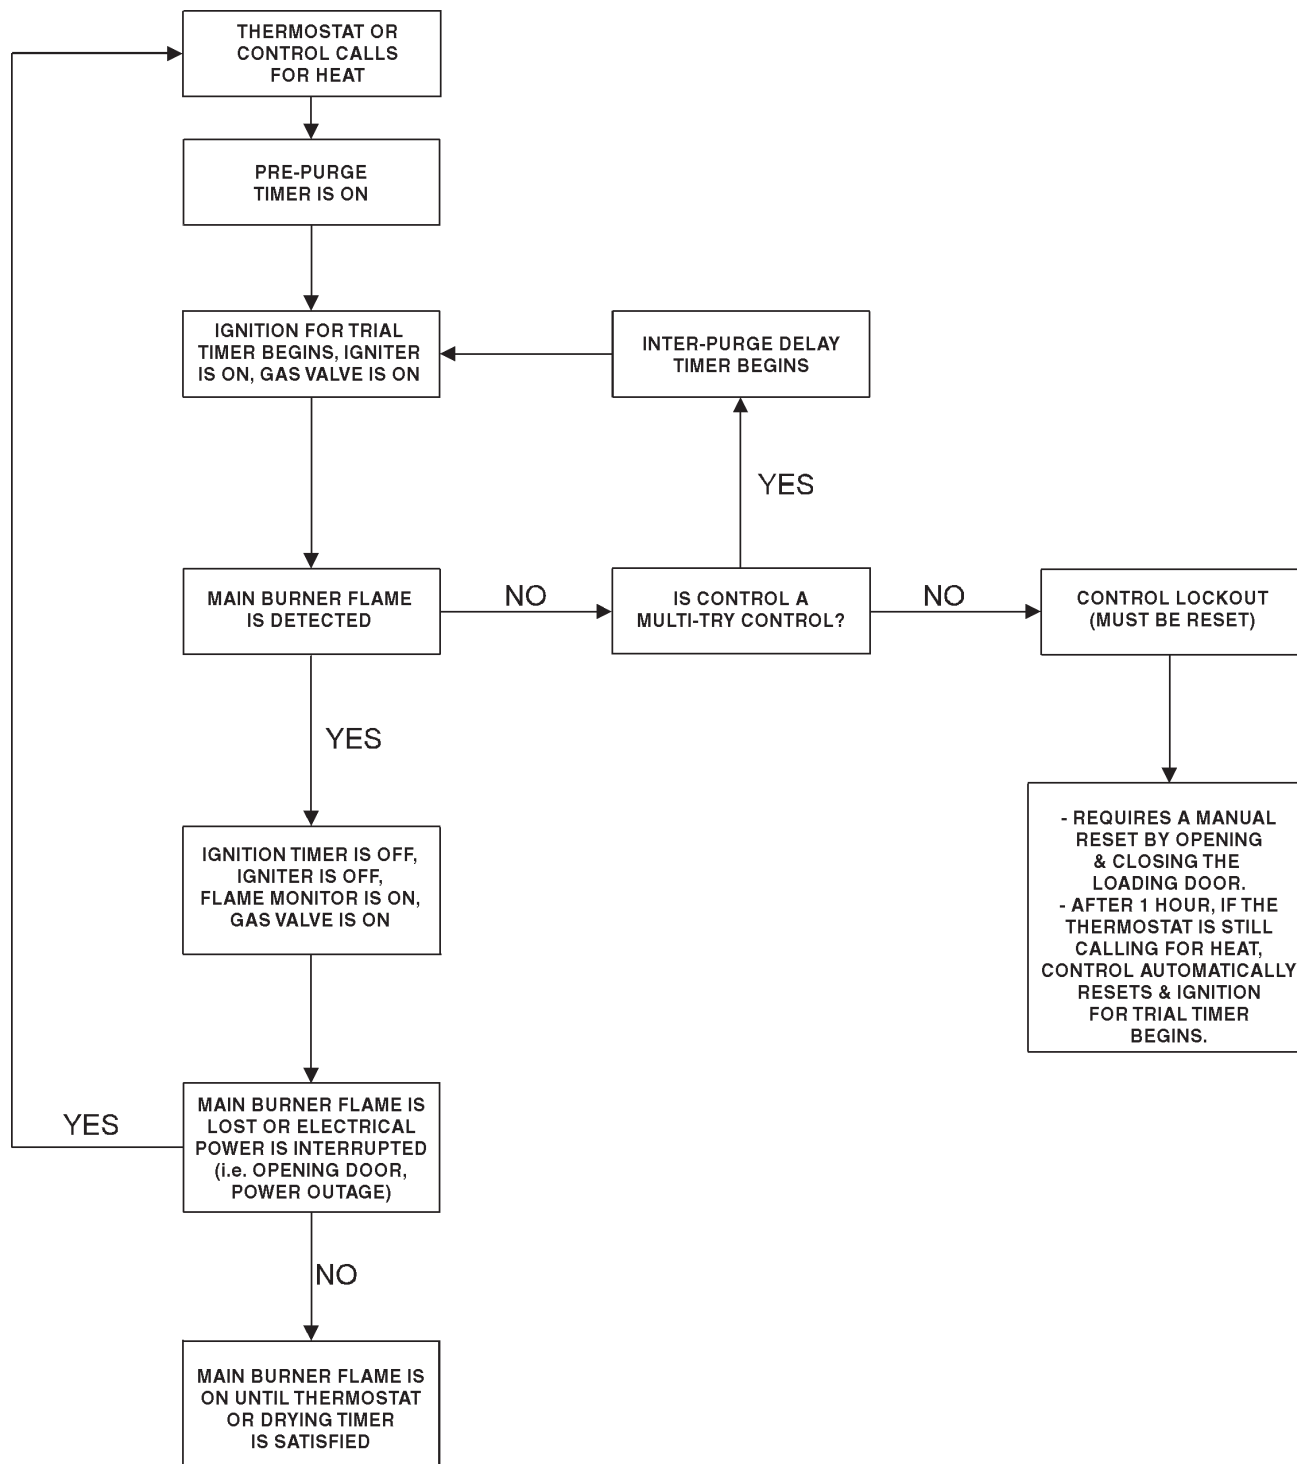 THERMOSTAT OR
CONTROL CALLS
FOR HEAT
PRE-PURGE
TIMER IS ON
IGNITION FOR TRIAL
TIMER BEGINS, IGNITER
IS ON, GAS VALVE IS ON
INTER-PURGE DELAY
TIMER BEGINS
YES
MAIN BURNER FLAME
IS DETECTED
NO
IS CONTROL A
MULTI-TRY CONTROL?
NO
CONTROL LOCKOUT
(MUST BE RESET)
YES
- REQUIRES A MANUAL
RESET BY OPENING
& CLOSING THE
LOADING DOOR.
- AFTER 1 HOUR, IF THE
THERMOSTAT IS STILL
CALLING FOR HEAT,
CONTROL AUTOMATICALLY
RESETS & IGNITION
FOR TRIAL TIMER
BEGINS.
IGNITION TIMER IS OFF,
IGNITER IS OFF,
FLAME MONITOR IS ON,
GAS VALVE IS ON
YES
MAIN BURNER FLAME IS
LOST OR ELECTRICAL
POWER IS INTERRUPTED
(i.e. OPENING DOOR,
POWER OUTAGE)
NO
MAIN BURNER FLAME IS
ON UNTIL THERMOSTAT
OR DRYING TIMER
IS SATISFIED